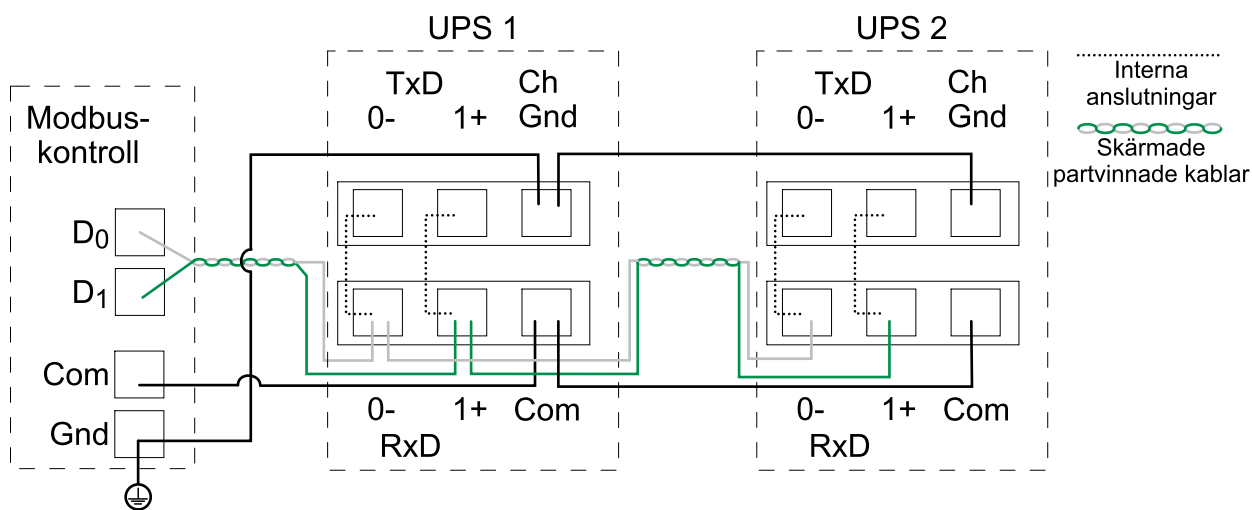 UPS 1
UPS 2
Modbus-
kontroll
D0
D1
Com
Gnd
TxD
Ch
0-
1+
Gnd
0-
1+
Com
RxD
TxD
Ch
0-
1+
Gnd
0-
1+
Com
RxD
Interna
anslutningar
Skärmade
partvinnade kablar